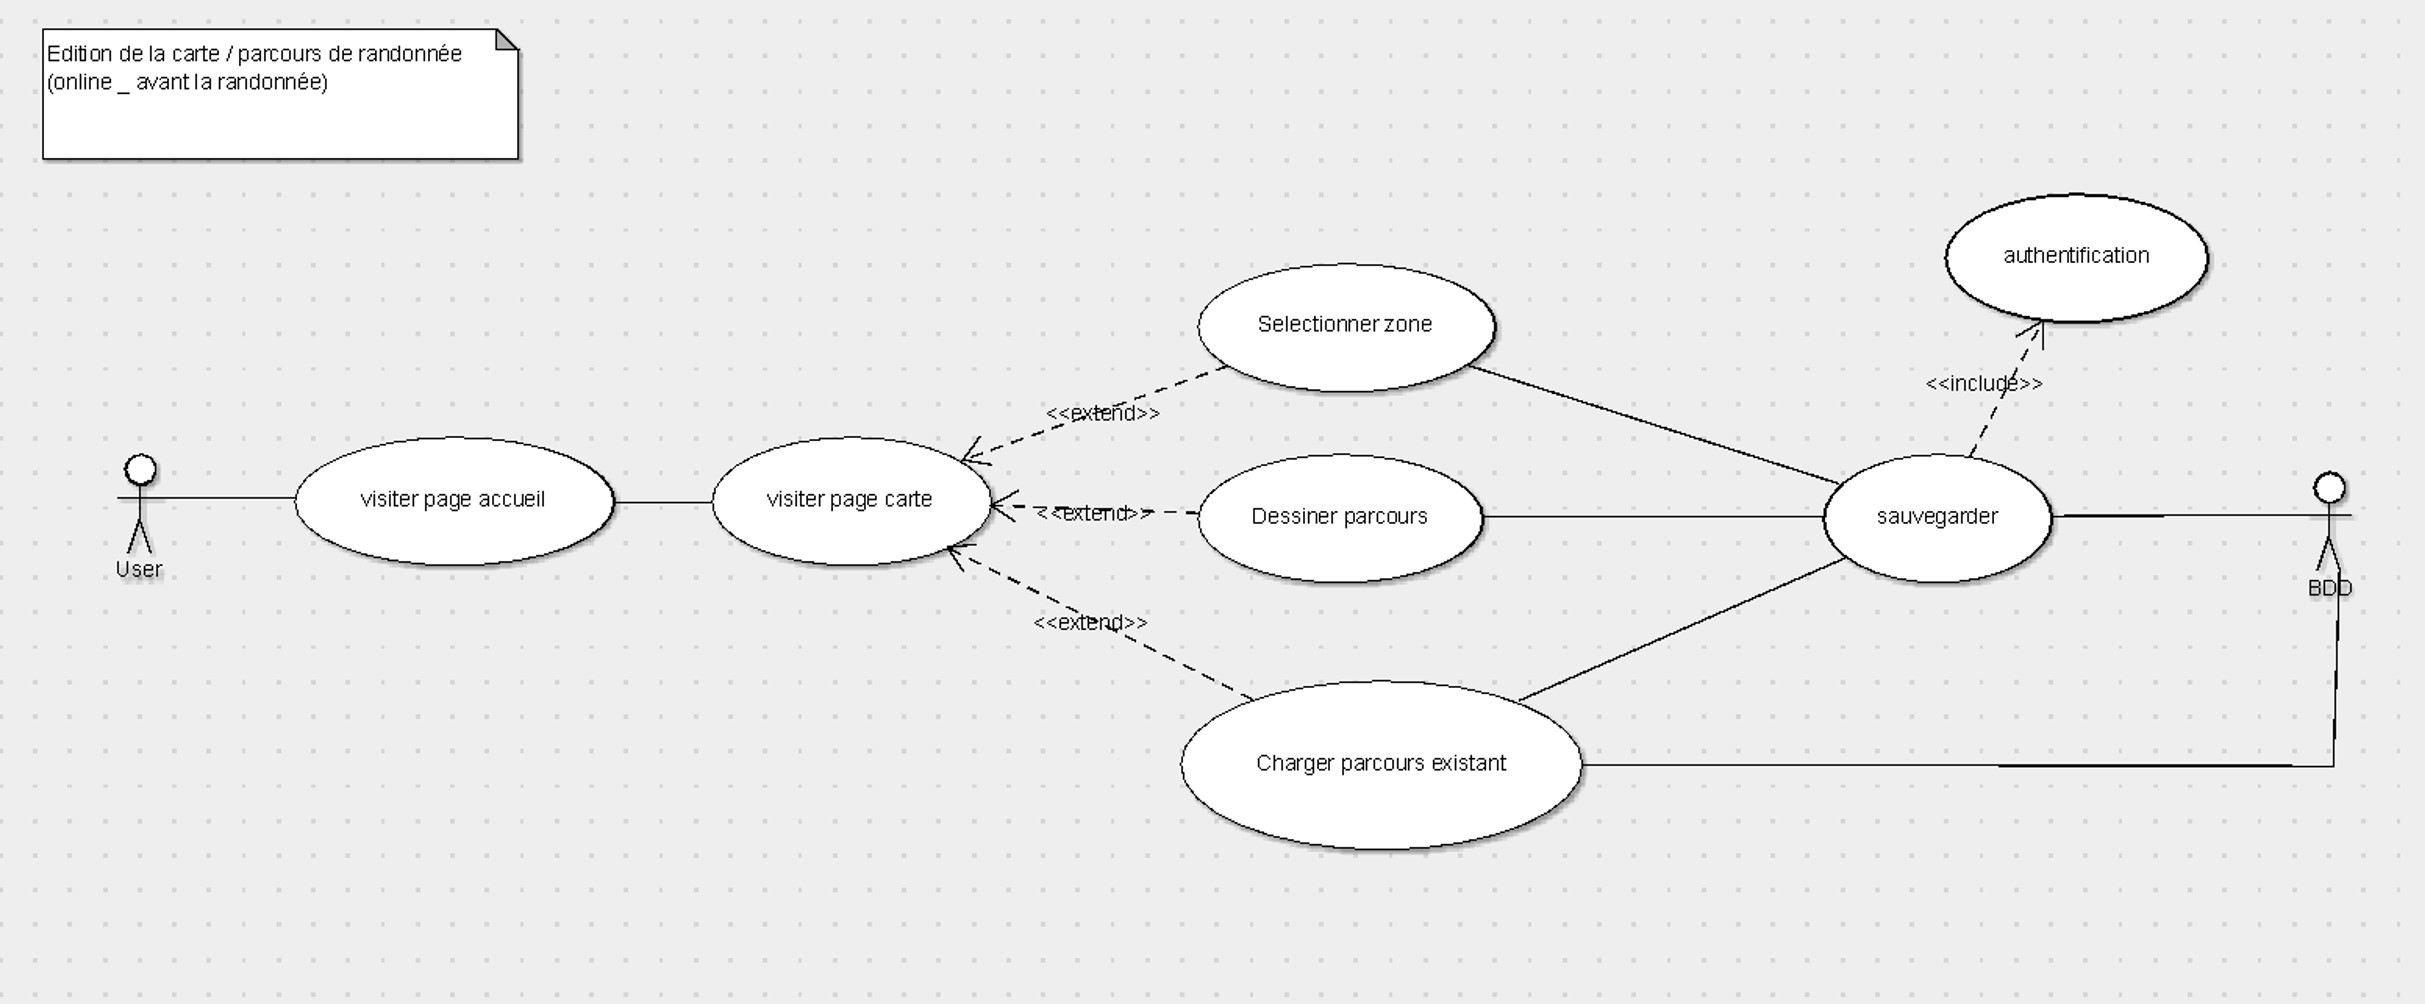 Edition de la carte / parcours de randonnée
(online _ avant la randonnée)
authentification
Selectionner zone
<<include>>
<<extend>>
visiter page accueil
visiter page carte
<<extend>>
Dessiner parcours
sauvegarder
User
BDD
<<extend>>
Charger parcours existant